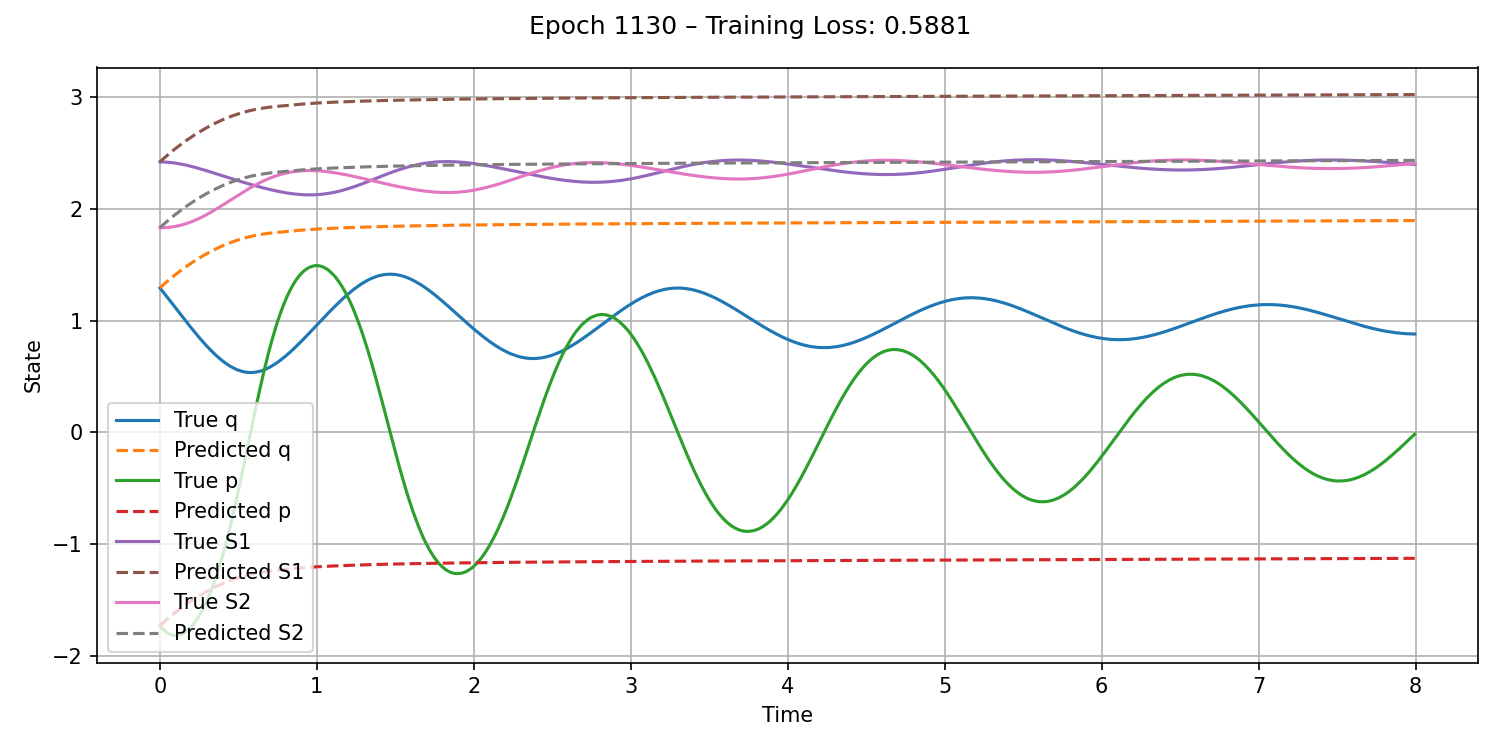 Epoch 1130 – Training Loss: 0.5881
3
2
1
0
−1
−2
State
True q
Predicted q
True p
Predicted p
True S1
Predicted S1
True S2
Predicted S2
0 1 2 3 4 5 6 7 8
Time